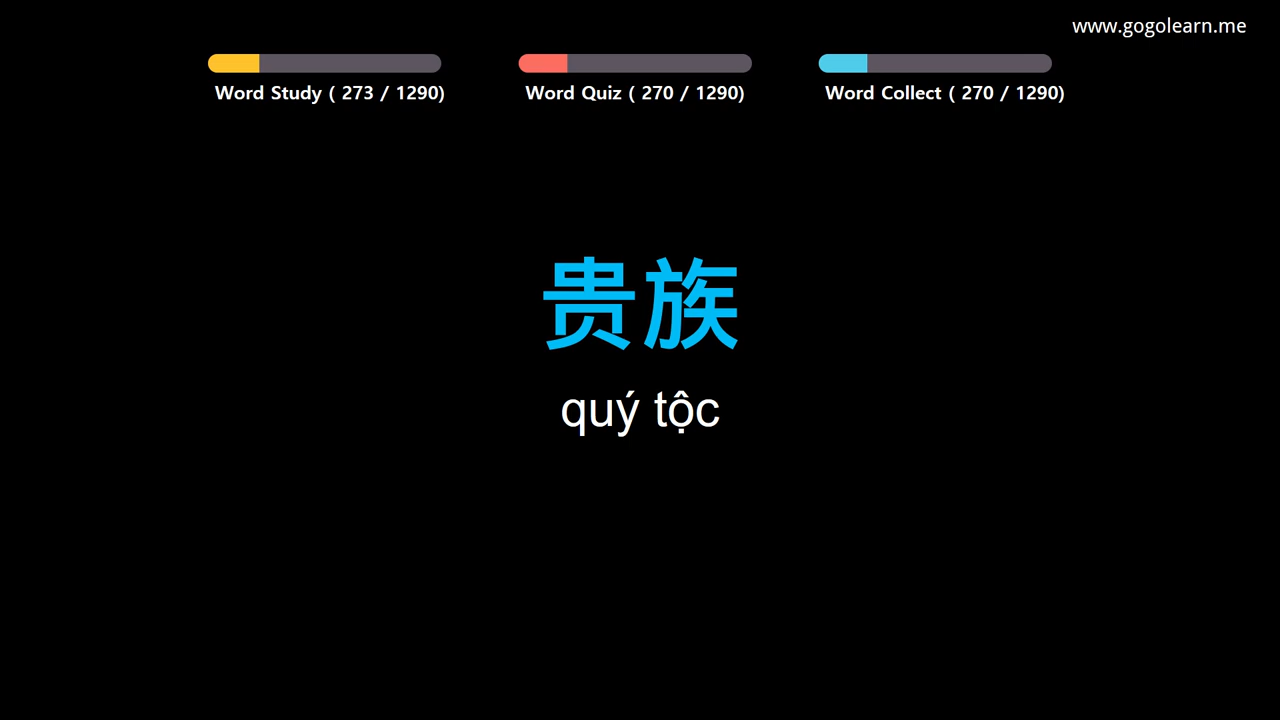 www.gogolearn.me
Word Study ( 273 / 1290)
Word Quiz ( 270 / 1290)
Word Collect ( 270 / 1290)
贵族
quý tộc